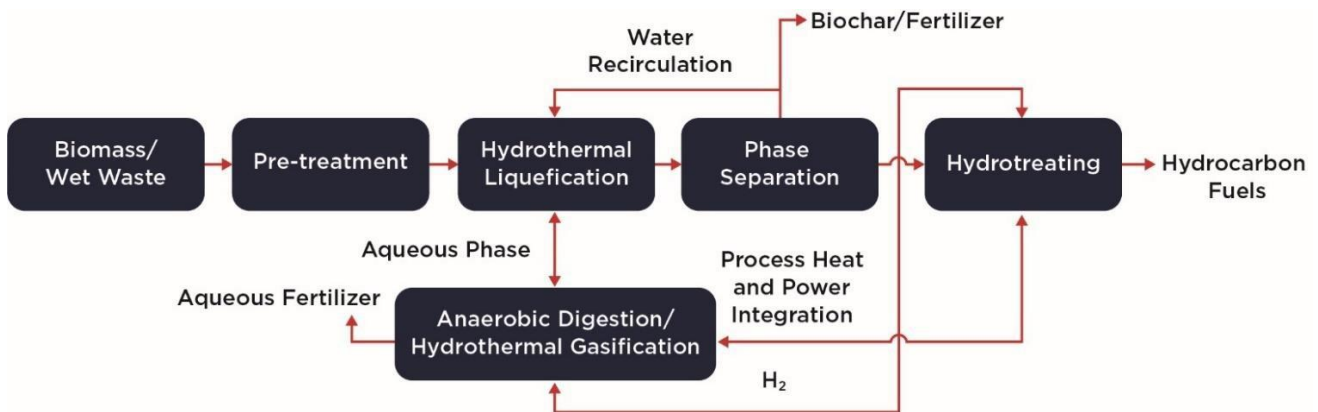 Biochar/Fertilizer
Water
Recirculation
Biomass/
Wet Waste
Pre-treatment
Hydrothermal
Liquefication
Phase
Separation
Hydrotreating
Hydrocarbon
Fuels
Aqueous Phase
Process Heat
and Power
Integration
Aqueous Fertilizer
Anaerobic Digestion/
Hydrothermal Gasification
H₂